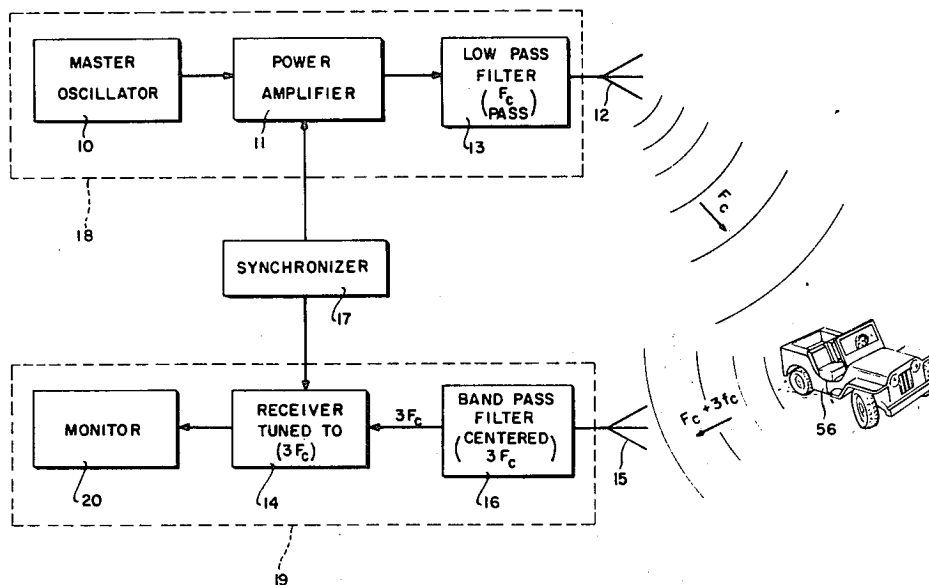 MASTER
OSCILLATOR
10
POWER
AMPLIFIER
11
LOW PASS
FILTER
(Fc
PASS)
13
12
18
Fc
SYNCHRONIZER
17
MONITOR
20
RECEIVER
TUNED TO
(3Fc)
14
3Fc
BAND PASS
FILTER
(CENTERED
3Fc)
16
15
Fc+3fc
56
19